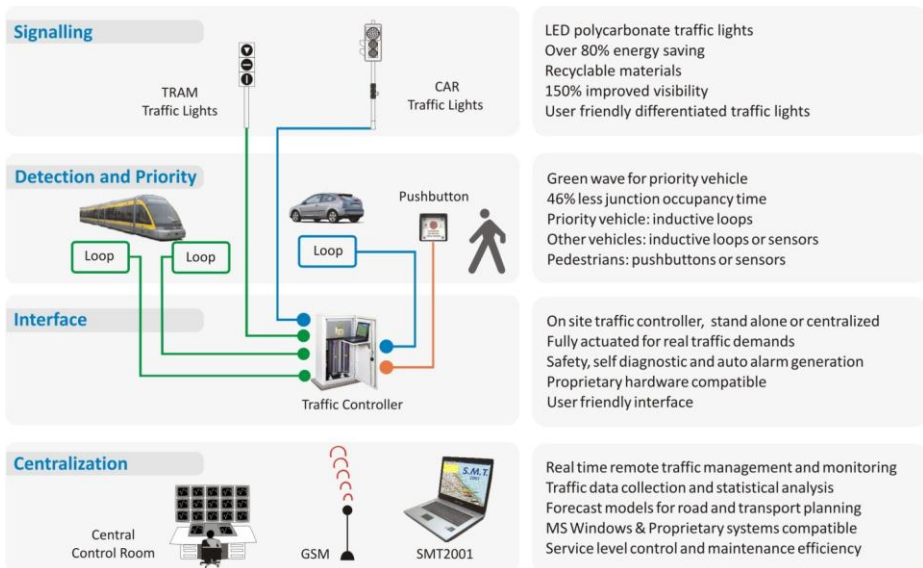 Signalling
TRAM
Traffic Lights
CAR
Traffic Lights
LED polycarbonate traffic lights
Over 80% energy saving
Recyclable materials
150% improved visibility
User friendly differentiated traffic lights
Detection and Priority
Pushbutton
Loop
Loop
Loop
Green wave for priority vehicle
46% less junction occupancy time
Priority vehicle: inductive loops
Other vehicles: inductive loops or sensors
Pedestrians: pushbuttons or sensors
Interface
Traffic Controller
On site traffic controller, stand alone or centralized
Fully actuated for real traffic demands
Safety, self diagnostic and auto alarm generation
Proprietary hardware compatible
User friendly interface
Centralization
Central
Control Room
GSM
S.M.T.
SMT2001
Real time remote traffic management and monitoring
Traffic data collection and statistical analysis
Forecast models for road and transport planning
MS Windows & Proprietary systems compatible
Service level control and maintenance efficiency